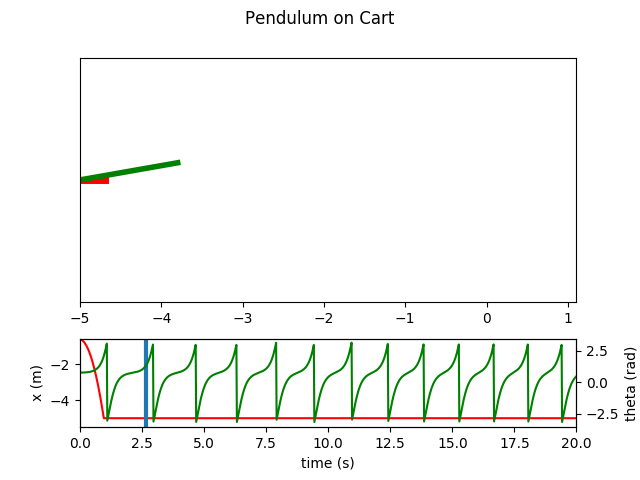 Pendulum on Cart
−5 −4 −3 −2 −1 0 1
x (m)
−2
−4
2.5
0.0
−2.5
theta (rad)
0.0 2.5 5.0 7.5 10.0 12.5 15.0 17.5 20.0
time (s)